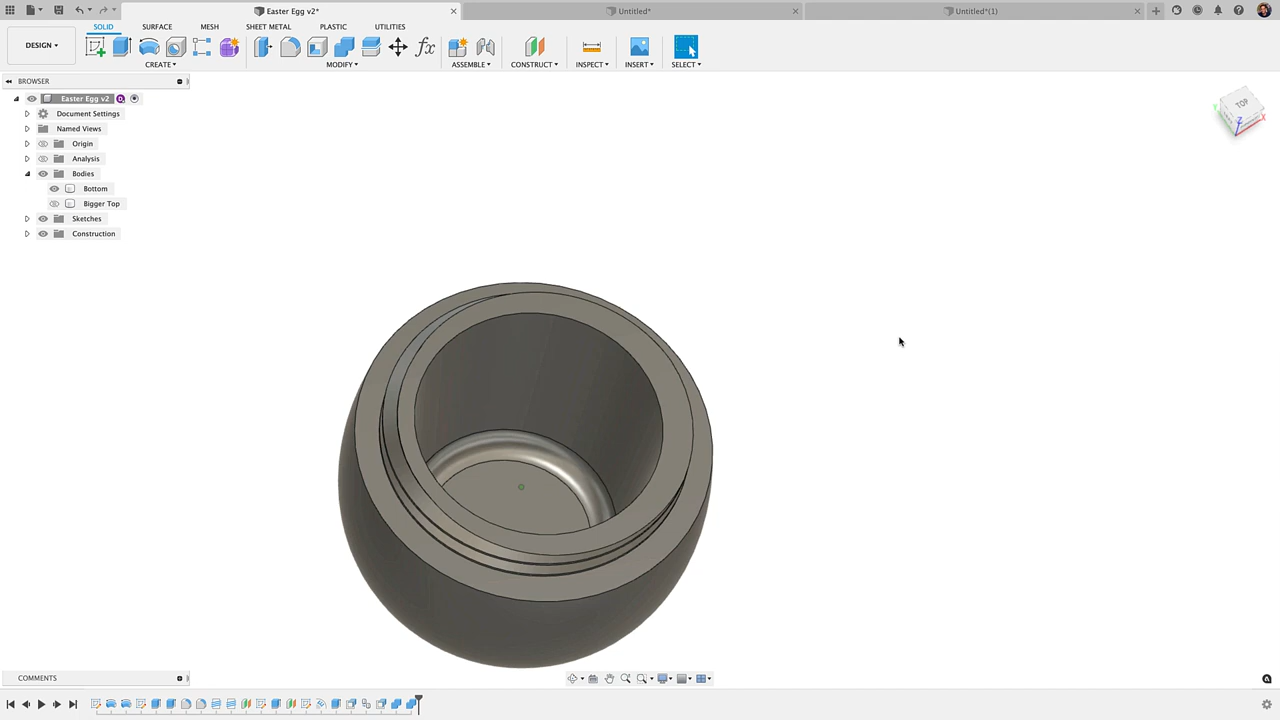 Easter Egg v2*
Untitled*
Untitled*(1)
SOLID
SURFACE
MESH
SHEET METAL
PLASTIC
UTILITIES
DESIGN
fx
CREATE
MODIFY
ASSEMBLE
CONSTRUCT
INSPECT
INSERT
SELECT
BROWSER
Easter Egg v2
Document Settings
Named Views
Origin
Analysis
Bodies
Bottom
Bigger Top
Sketches
Construction
TOP
Y
Z
X
COMMENTS